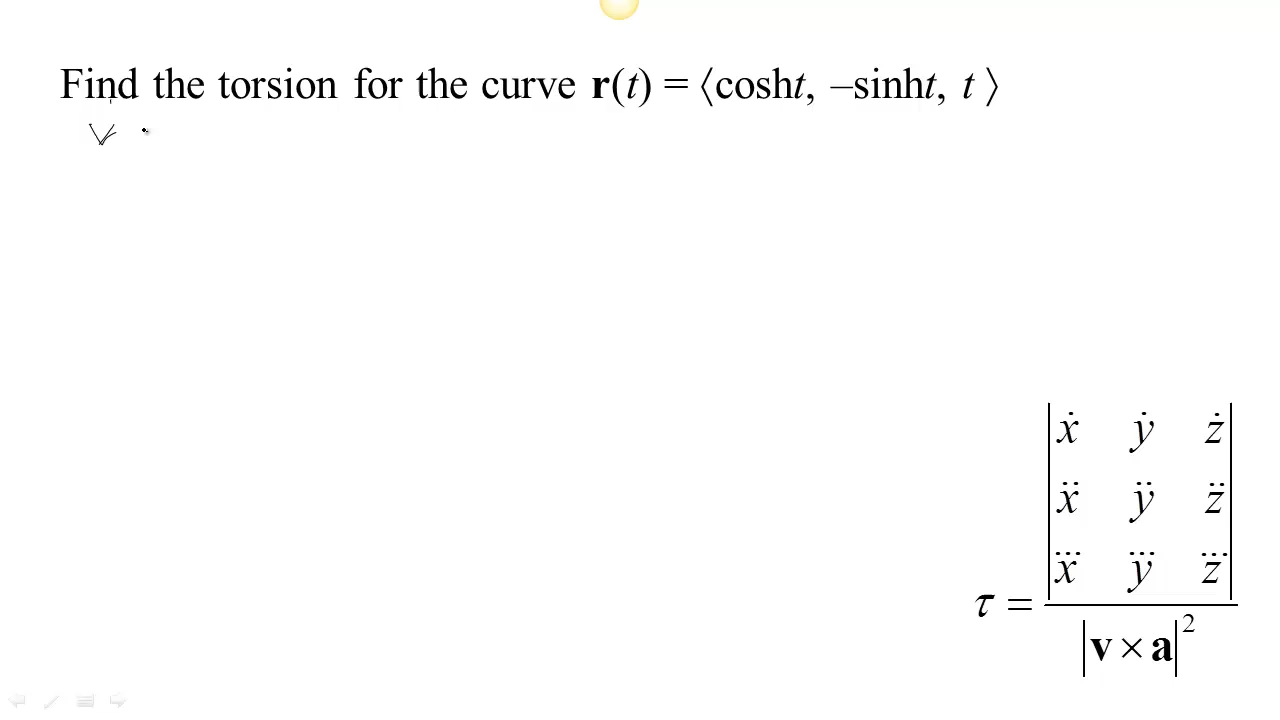 Find the torsion for the curve r(t) = ⟨cosht, –sinht, t ⟩
v
ẋ ẏ ż
ẍ ÿ z̈
x⃛ y⃛ z⃛
τ =
|v × a|²